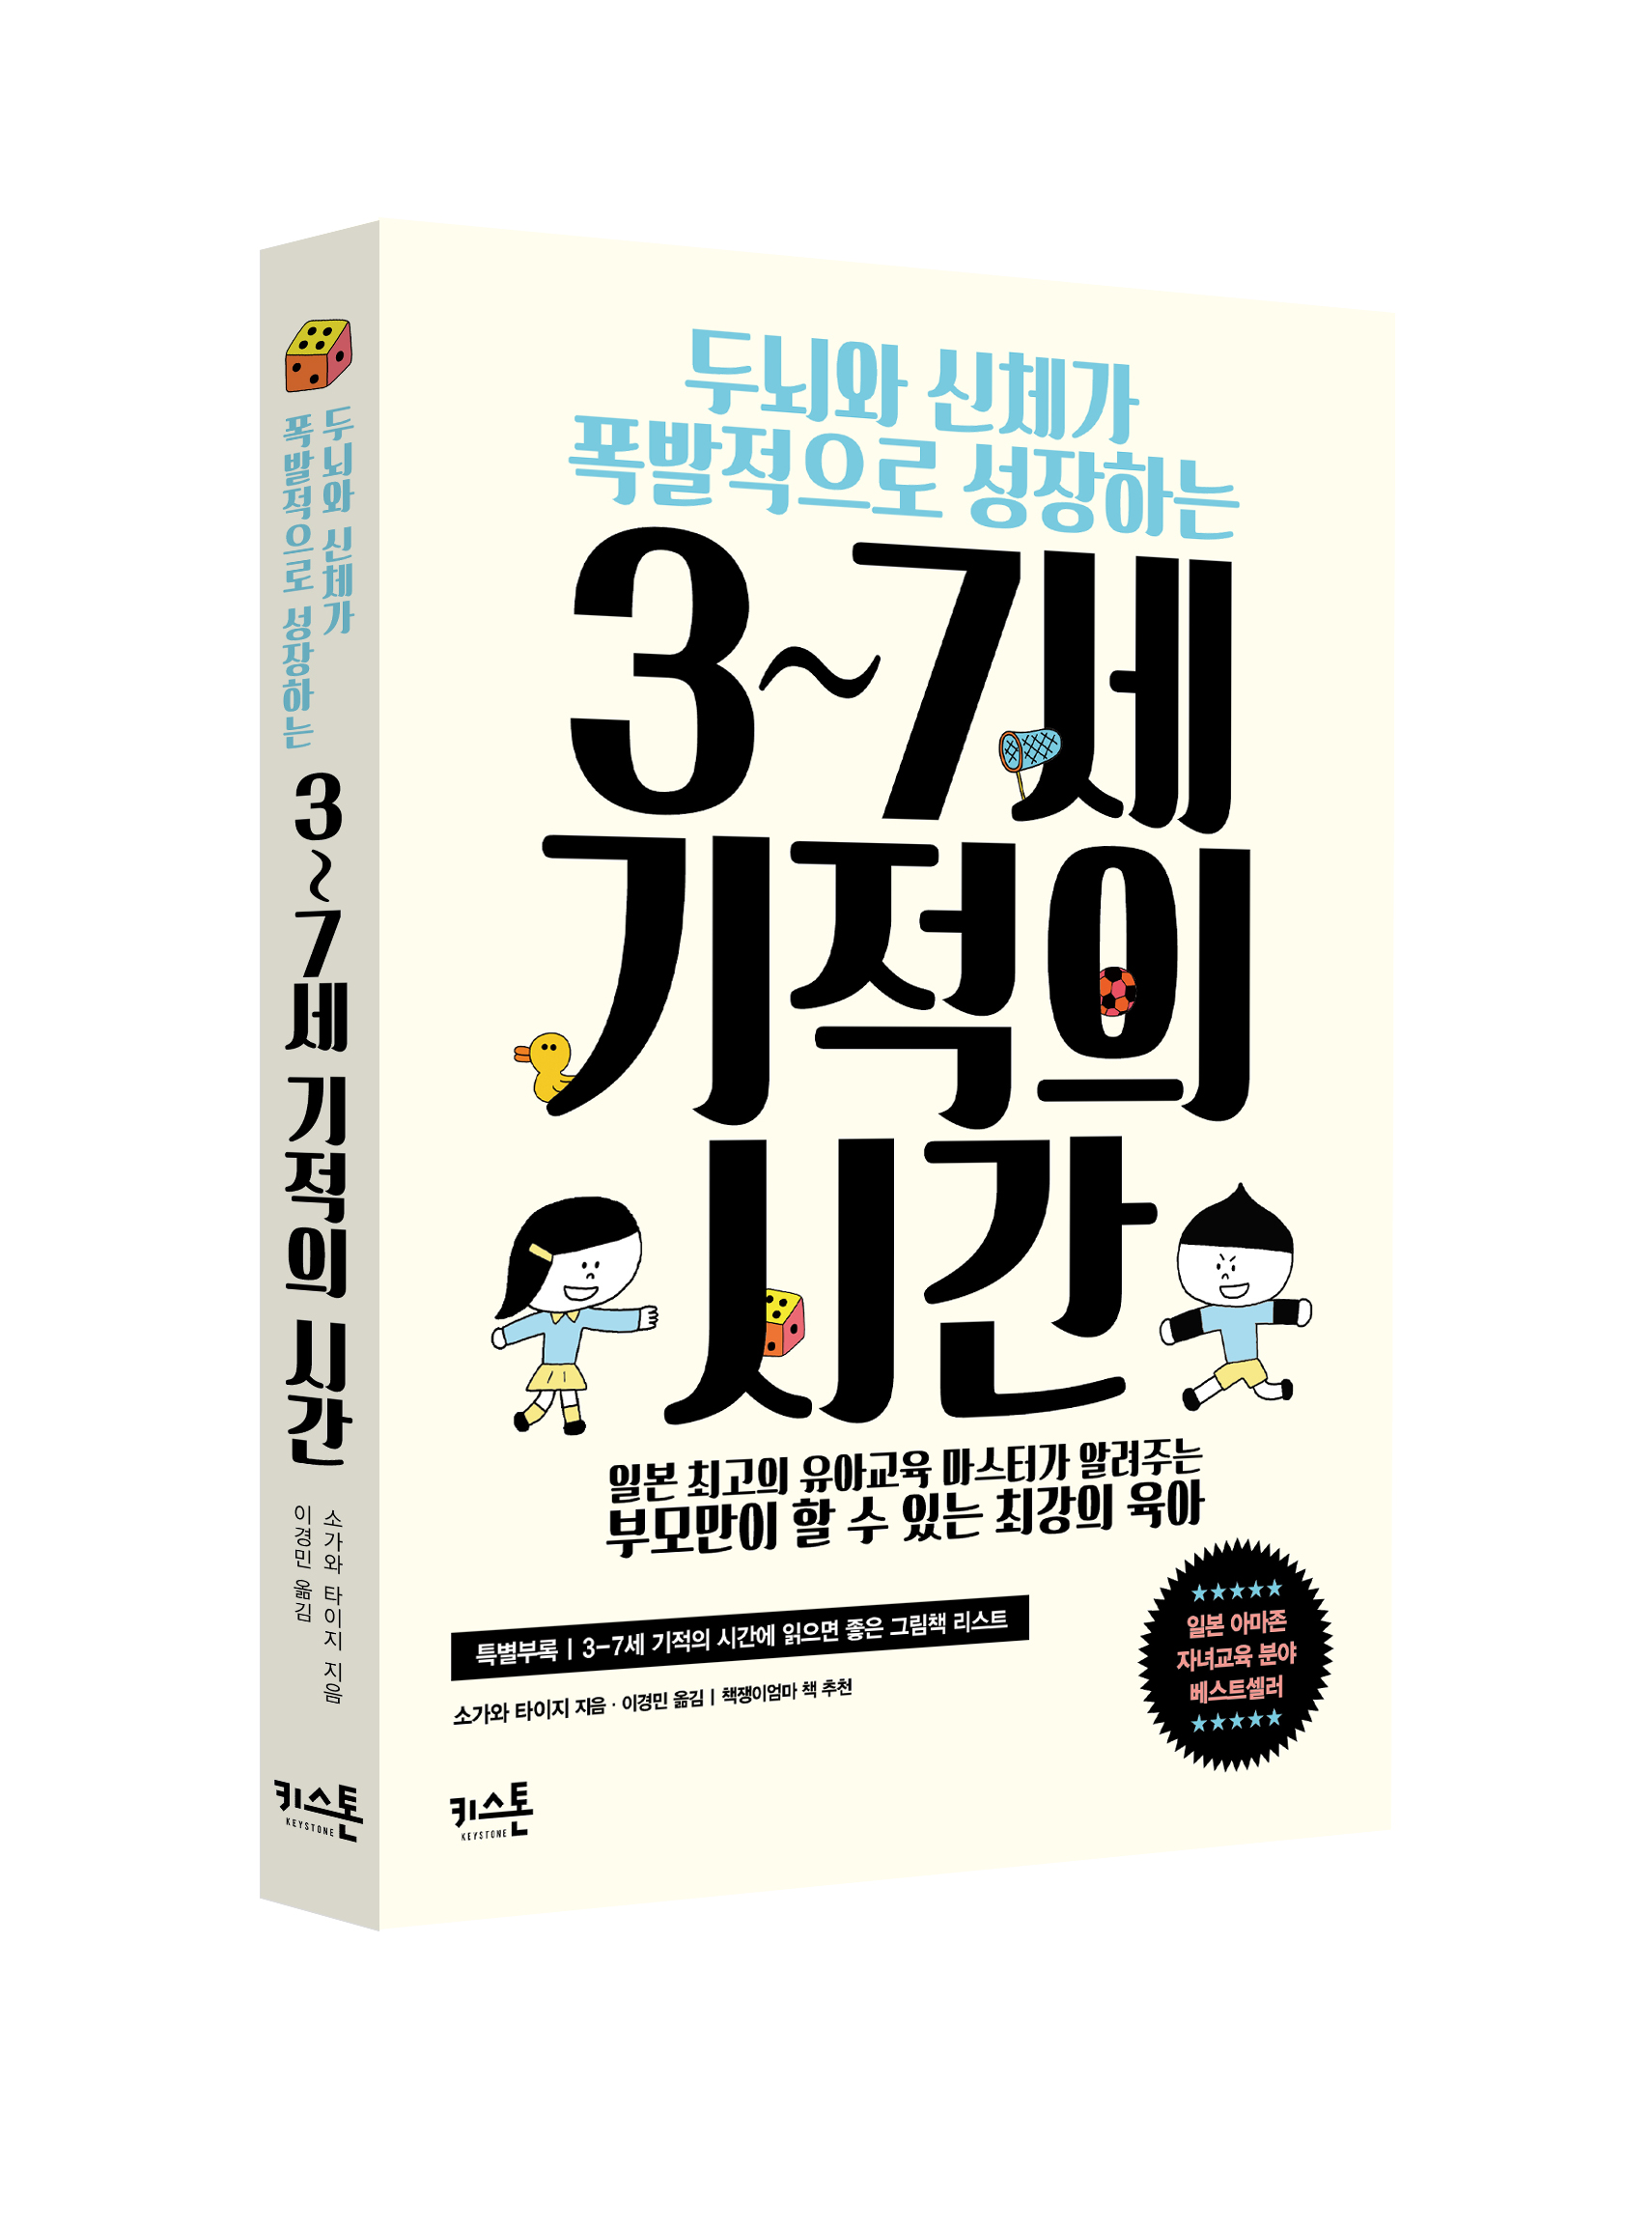 두뇌와 신체가
폭발적으로 성장하는
3~7세 기적의 시간
소가와 타이지 지음
이경민 옮김
키스톤
KEYSTONE
두뇌와 신체가
폭발적으로 성장하는
3~7세
기적의
시간
일본 최고의 유아교육 마스터가 알려주는
부모만이 할 수 있는 최강의 육아
특별부록 | 3-7세 기적의 시간에 읽으면 좋은 그림책 리스트
소가와 타이지 지음 · 이경민 옮김 | 책쟁이엄마 책 추천
★★★★★
일본 아마존
자녀교육 분야
베스트셀러
★★★★★
키스톤
KEYSTONE